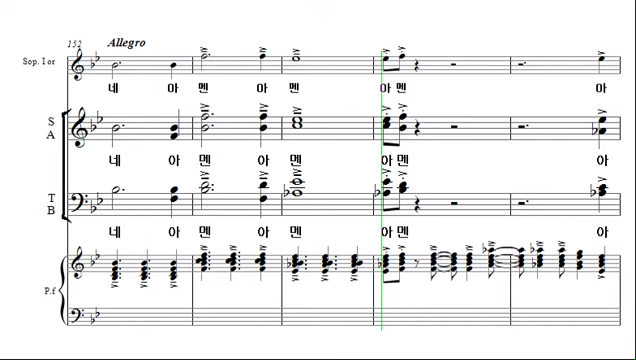 152 Allegro
Sop. I or
네 아 멘 아 멘 아 멘 아
S
A
네 아 멘 아 멘 아 멘 아
T
B
네 아 멘 아 멘 아 멘 아
P.f